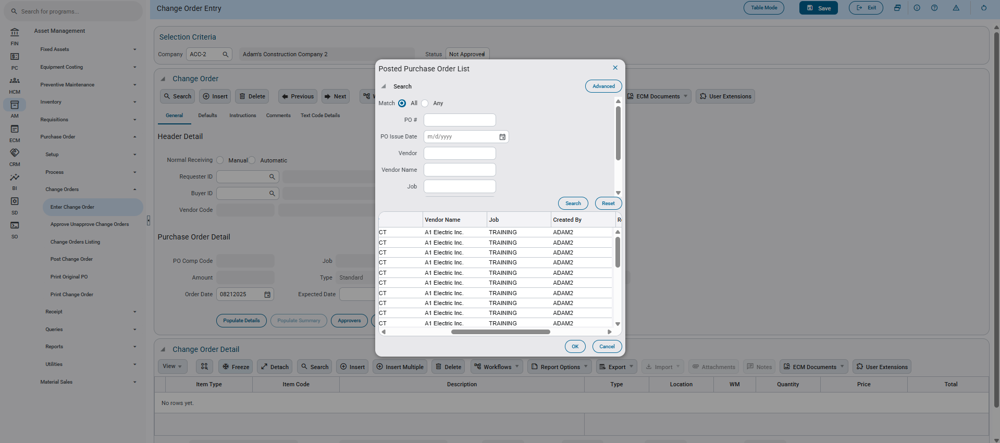 Search for programs...
Change Order Entry
Table Mode
Save
Exit
FIN
PC
HCM
AM
ECM
CRM
BI
SD
SO
Asset Management
Fixed Assets
Equipment Costing
Preventive Maintenance
Inventory
Requisitions
Purchase Order
Setup
Process
Change Orders
Enter Change Order
Approve Unapprove Change Orders
Change Orders Listing
Post Change Order
Print Original PO
Print Change Order
Receipt
Queries
Reports
Utilities
Material Sales
Selection Criteria
Company ACC-2 Adam's Construction Company 2 Status Not Approved
Change Order
Search Insert Delete Previous Next ECM Documents User Extensions
General Defaults Instructions Comments Text Code Details
Header Detail
Normal Receiving Manual Automatic
Requester ID
Buyer ID
Vendor Code
Purchase Order Detail
PO Comp Code Job
Amount Type Standard
Order Date 08212025 Expected Date
Populate Details Populate Summary Approvers
Posted Purchase Order List
Search Advanced
Match All Any
PO #
PO Issue Date m/d/yyyy
Vendor
Vendor Name
Job
Search Reset
Vendor Name Job Created By
CT A1 Electric Inc. TRAINING ADAM2
CT A1 Electric Inc. TRAINING ADAM2
CT A1 Electric Inc. TRAINING ADAM2
CT A1 Electric Inc. TRAINING ADAM2
CT A1 Electric Inc. TRAINING ADAM2
CT A1 Electric Inc. TRAINING ADAM2
CT A1 Electric Inc. TRAINING ADAM2
CT A1 Electric Inc. TRAINING ADAM2
CT A1 Electric Inc. TRAINING ADAM2
CT A1 Electric Inc. TRAINING ADAM2
OK Cancel
Change Order Detail
View Freeze Detach Search Insert Insert Multiple Delete Workflows Report Options Export Import Attachments Notes ECM Documents User Extensions
Item Type Item Code Description Type Location WM Quantity Price Total
No rows yet.